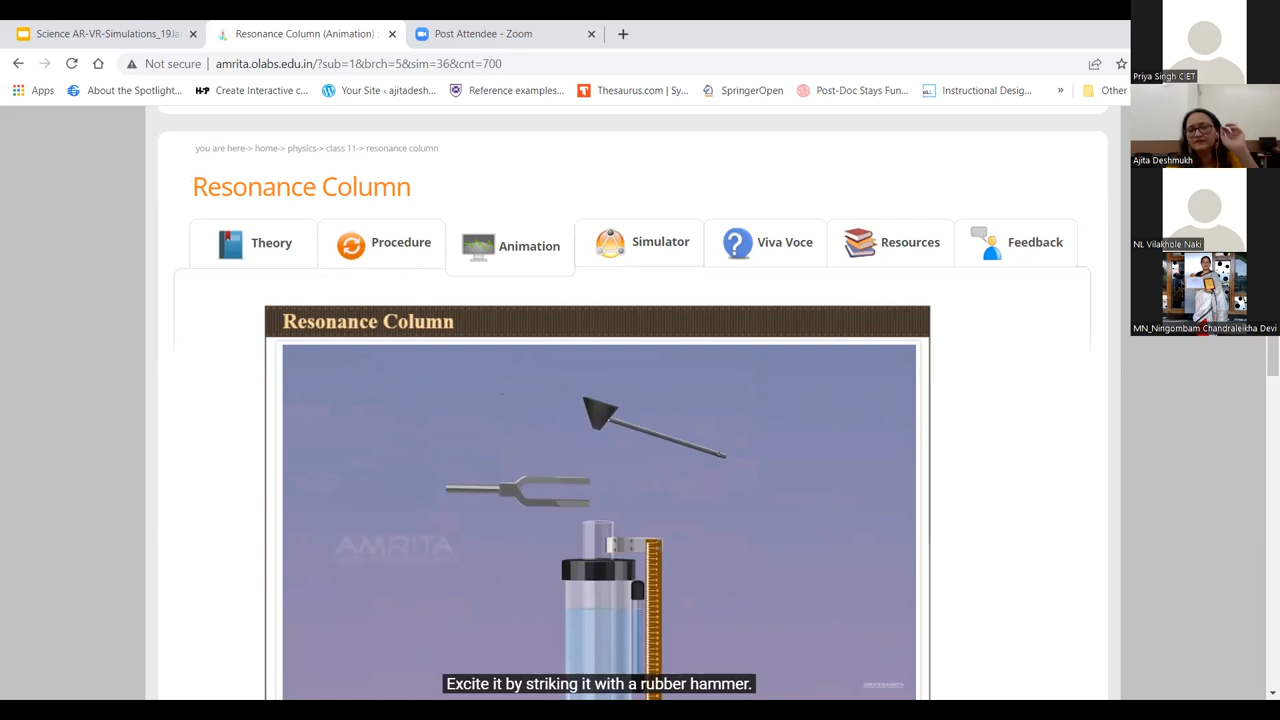 Science AR-VR-Simulations_19Ja
Resonance Column (Animation) :
Post Attendee - Zoom
Not secure
amrita.olabs.edu.in/?sub=1&brch=5&sim=36&cnt=700
Apps
About the Spotlight...
Create Interactive c...
Your Site ‹ ajitadesh...
Reference examples...
Thesaurus.com | Sy...
SpringerOpen
Post-Doc Stays Fun...
Instructional Desig...
»
Other
you are here-> home-> physics-> class 11-> resonance column
Resonance Column
Theory
Procedure
Animation
Simulator
Viva Voce
Resources
Feedback
Resonance Column
AMRITA
Excite it by striking it with a rubber hammer.
Priya Singh CIET
Ajita Deshmukh
NL Vilakhole Naki
MN_Ningombam Chandraleikha Devi